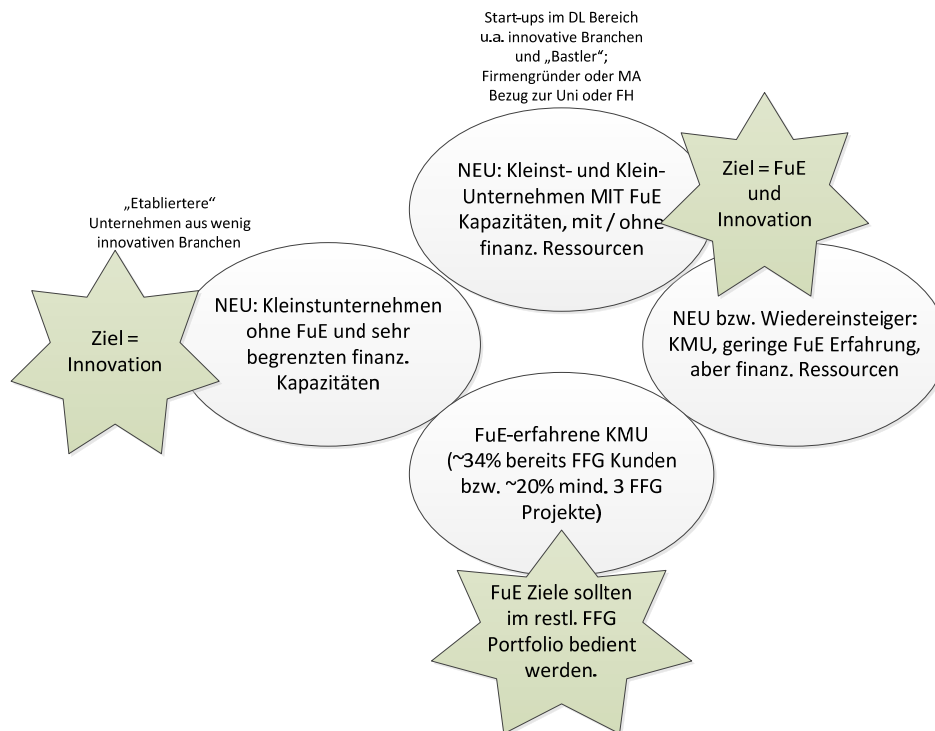 Start-ups im DL Bereich
u.a. innovative Branchen
und „Bastler“;
Firmengründer oder MA
Bezug zur Uni oder FH
NEU: Kleinst- und Klein-
Unternehmen MIT FuE
Kapazitäten, mit / ohne
finanz. Ressourcen
Ziel = FuE
und
Innovation
„Etabliertere“
Unternehmen aus wenig
innovativen Branchen
Ziel =
Innovation
NEU: Kleinstunternehmen
ohne FuE und sehr
begrenzten finanz.
Kapazitäten
NEU bzw. Wiedereinsteiger:
KMU, geringe FuE Erfahrung,
aber finanz. Ressourcen
FuE-erfahrene KMU
(~34% bereits FFG Kunden
bzw. ~20% mind. 3 FFG
Projekte)
FuE Ziele sollten
im restl. FFG
Portfolio bedient
werden.